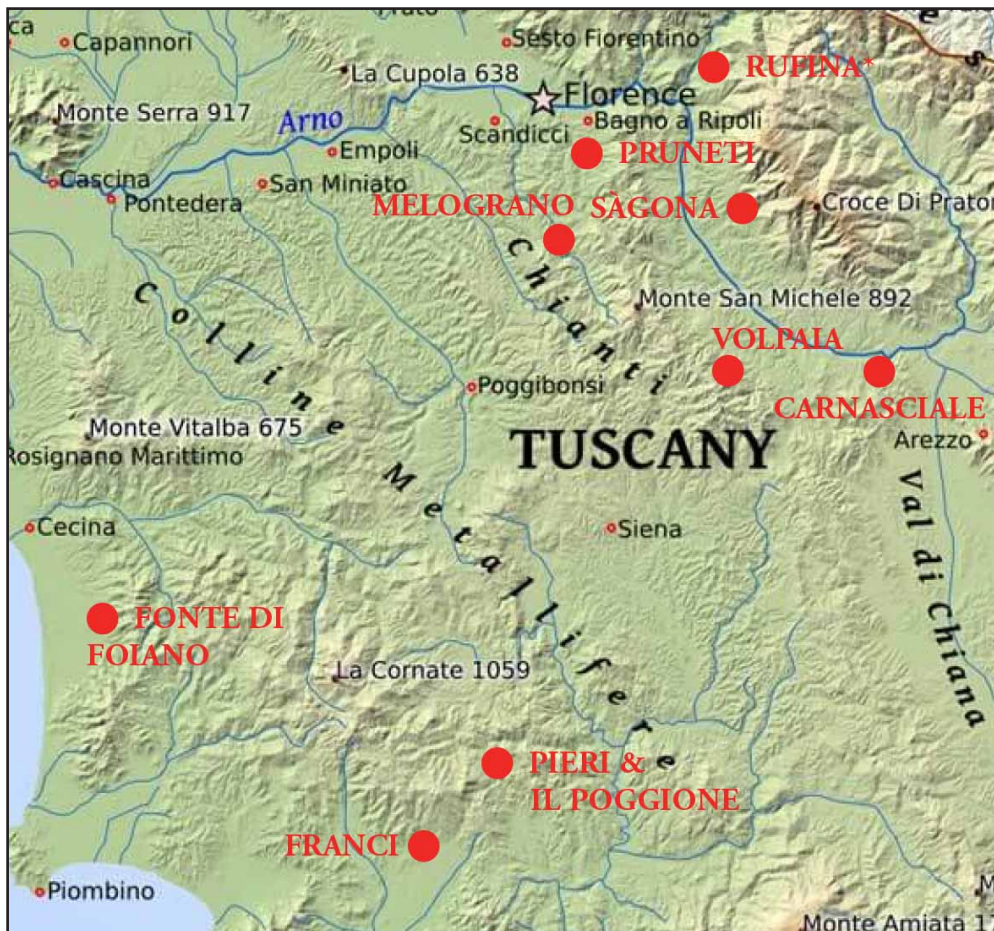 ca
Capannori
Sesto Fiorentino
La Cupola 638
RUFINA*
Florence
Monte Serra 917
Arno
Scandicci
Bagno a Ripoli
Empoli
PRUNETI
Cascina
San Miniato
Pontedera
MELOGRANO
SÀGONA
Croce Di Prator
Chianti
Colline Metallifere
Monte San Michele 892
VOLPAIA
Poggibonsi
CARNASCIALE
Monte Vitalba 675
TUSCANY
Arezzo
Rosignano Marittimo
Val di Chiana
Cecina
Siena
FONTE DI
FOIANO
La Cornate 1059
PIERI &
IL POGGIONE
FRANCI
Piombino
M
Monte Amiata 17